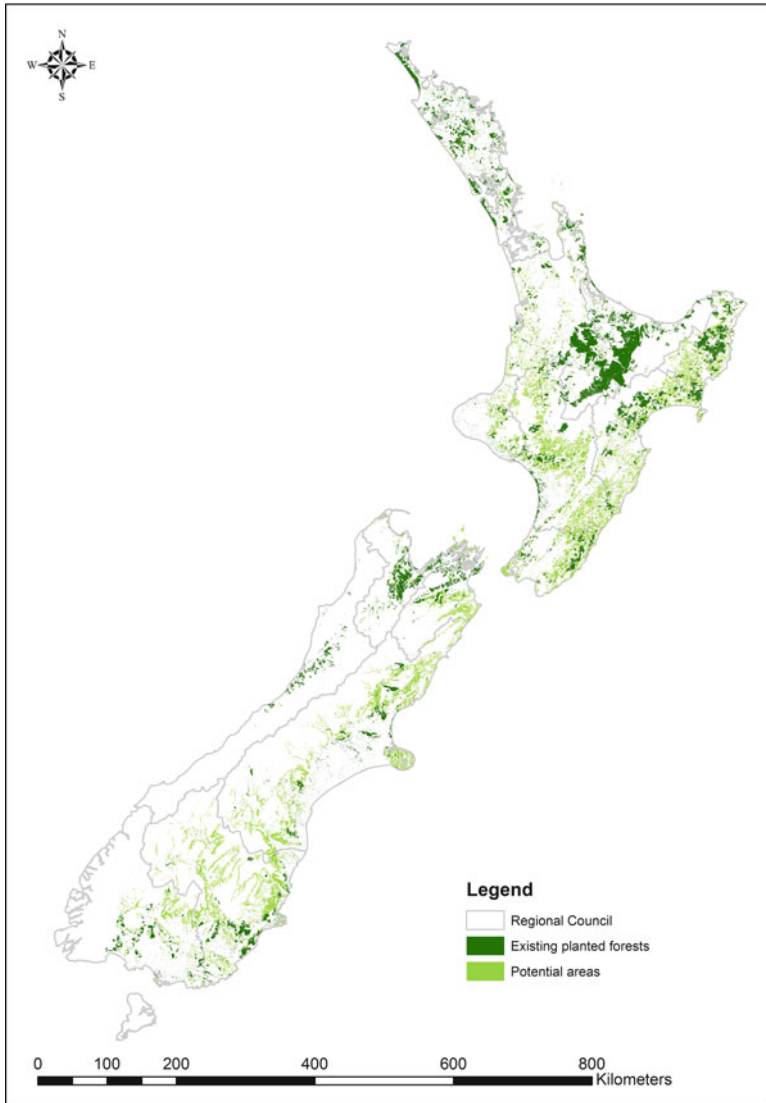 N
W E
S
Legend
Regional Council
Existing planted forests
Potential areas
0 100 200 400 600 800
Kilometers